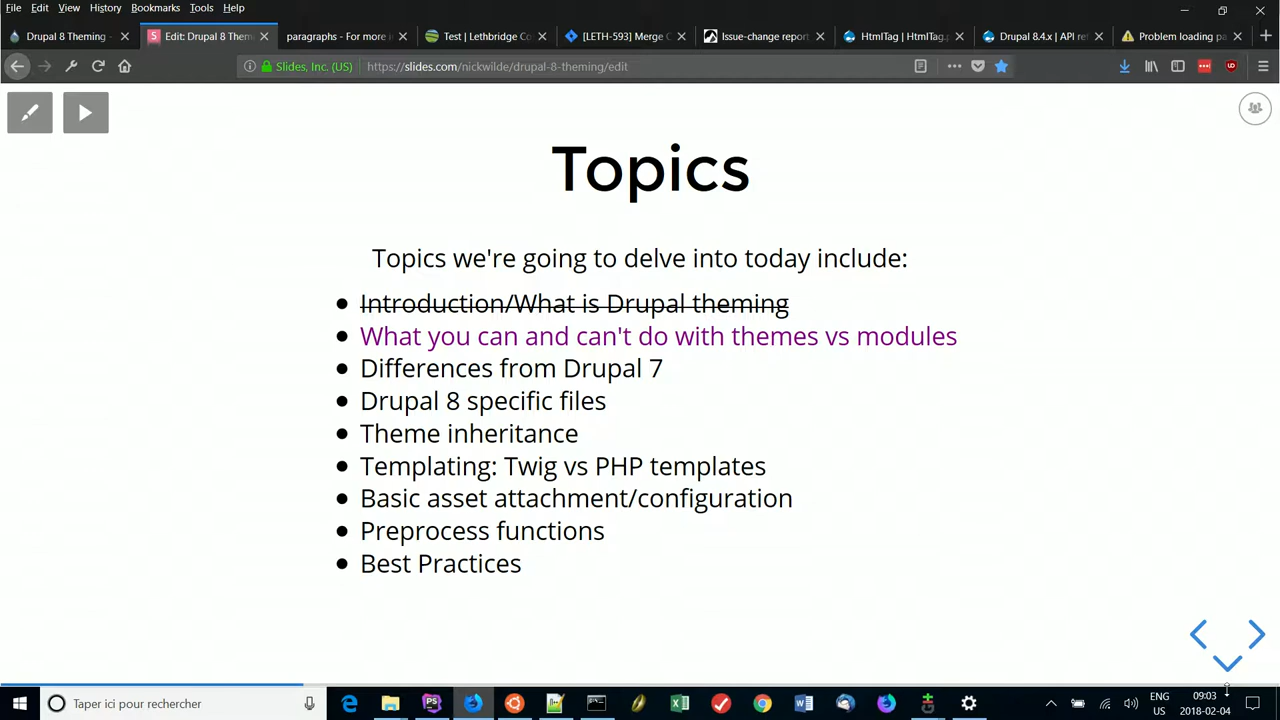 File Edit View History Bookmarks Tools Help
Drupal 8 Theming
Edit: Drupal 8 Them
paragraphs - For more i
Test | Lethbridge Co
[LETH-593] Merge C
Issue-change report
HtmlTag | HtmlTag.p
Drupal 8.4.x | API ref
Problem loading pa
Slides, Inc. (US)
https://slides.com/nickwilde/drupal-8-theming/edit
Topics
Topics we're going to delve into today include:
Introduction/What is Drupal theming
What you can and can't do with themes vs modules
Differences from Drupal 7
Drupal 8 specific files
Theme inheritance
Templating: Twig vs PHP templates
Basic asset attachment/configuration
Preprocess functions
Best Practices
Taper ici pour rechercher
ENG
US
09:03
2018-02-04